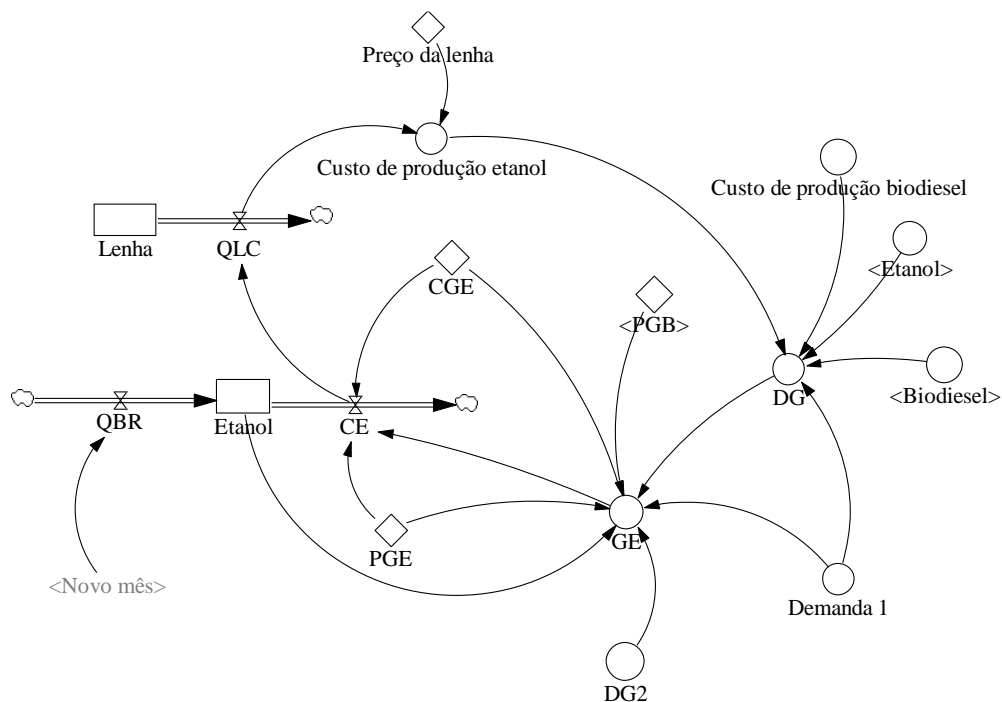 Preço da lenha
Custo de produção etanol
Custo de produção biodiesel
Lenha
QLC
<Etanol>
CGE
<PGB>
DG
<Biodiesel>
QBR
Etanol
CE
PGE
GE
<Novo mês>
Demanda 1
DG2